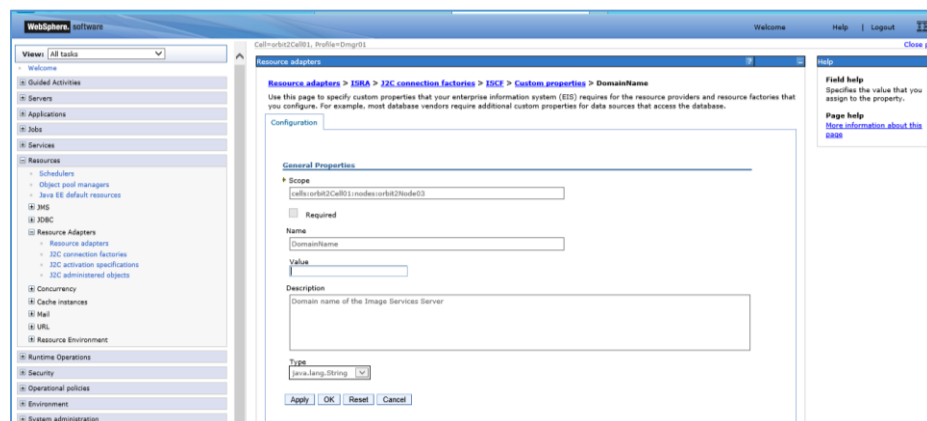 WebSphere. software
Welcome Help | Logout
Cell=orbit2Cell01, Profile=Dmgr01
Close
View: All tasks
Welcome
Guided Activities
Servers
Applications
Jobs
Services
Resources
Schedulers
Object pool managers
Java EE default resources
JMS
JDBC
Resource Adapters
Resource adapters
J2C connection factories
J2C activation specifications
J2C administered objects
Concurrency
Cache instances
Mail
URL
Resource Environment
Runtime Operations
Security
Operational policies
Environment
System administration
Resource adapters
Resource adapters > ISRA > J2C connection factories > ISCF > Custom properties > DomainName
Use this page to specify custom properties that your enterprise information system (EIS) requires for the resource providers and resource factories that
you configure. For example, most database vendors require additional custom properties for data sources that access the database.
Configuration
General Properties
Scope
cells:orbit2Cell01:nodes:orbit2Node03
Required
Name
DomainName
Value
Description
Domain name of the Image Services Server
Type
java.lang.String
Apply OK Reset Cancel
Help
Field help
Specifies the value that you
assign to the property.
Page help
More information about this
page